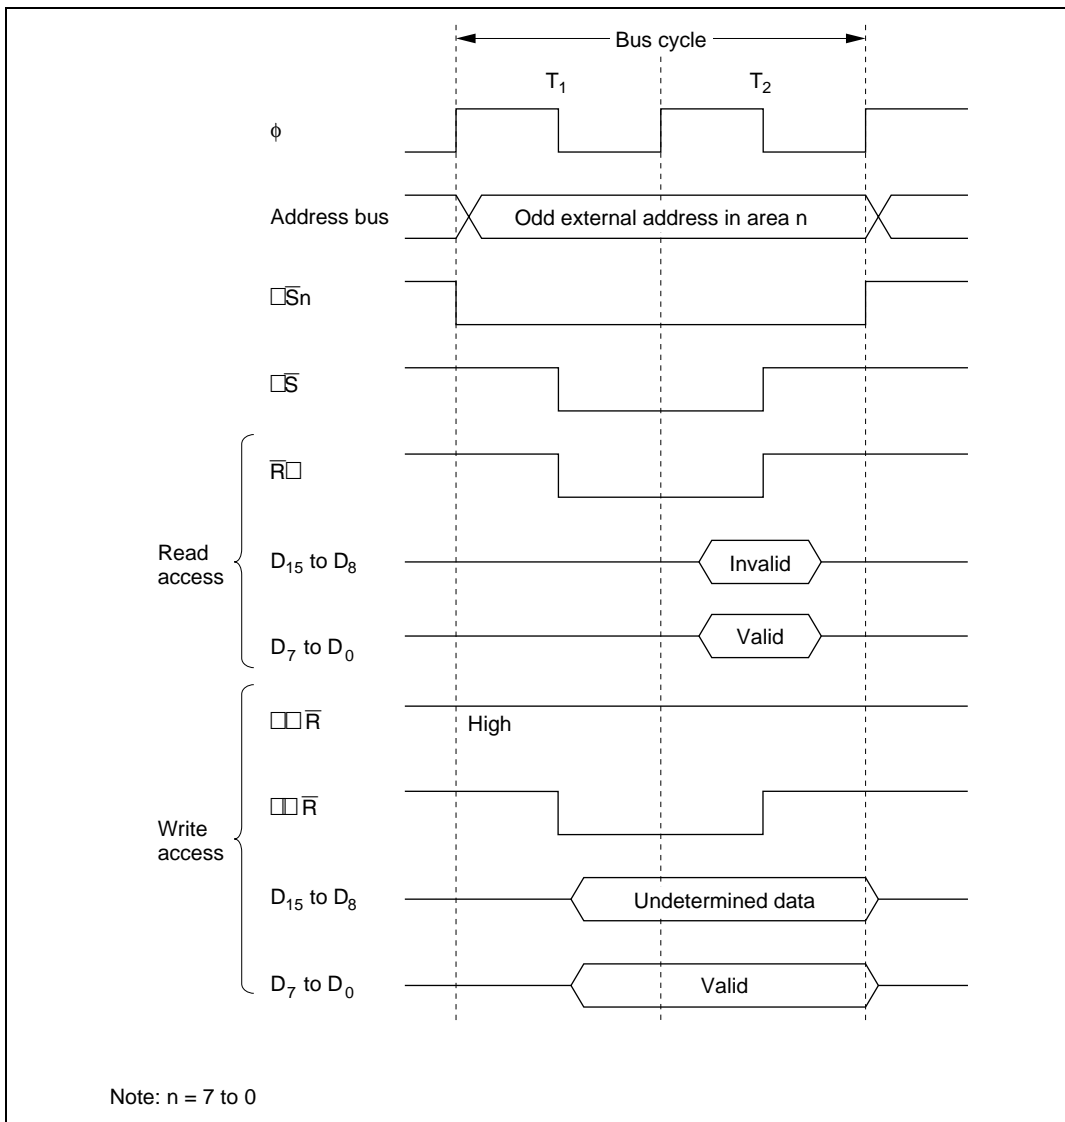 Bus cycle
T1 T2
ϕ
Address bus Odd external address in area n
□S̅n
□S̅
R̅□
Read access
D15 to D8 Invalid
D7 to D0 Valid
□□R̅ High
□□R̅
Write access
D15 to D8 Undetermined data
D7 to D0 Valid
Note: n = 7 to 0